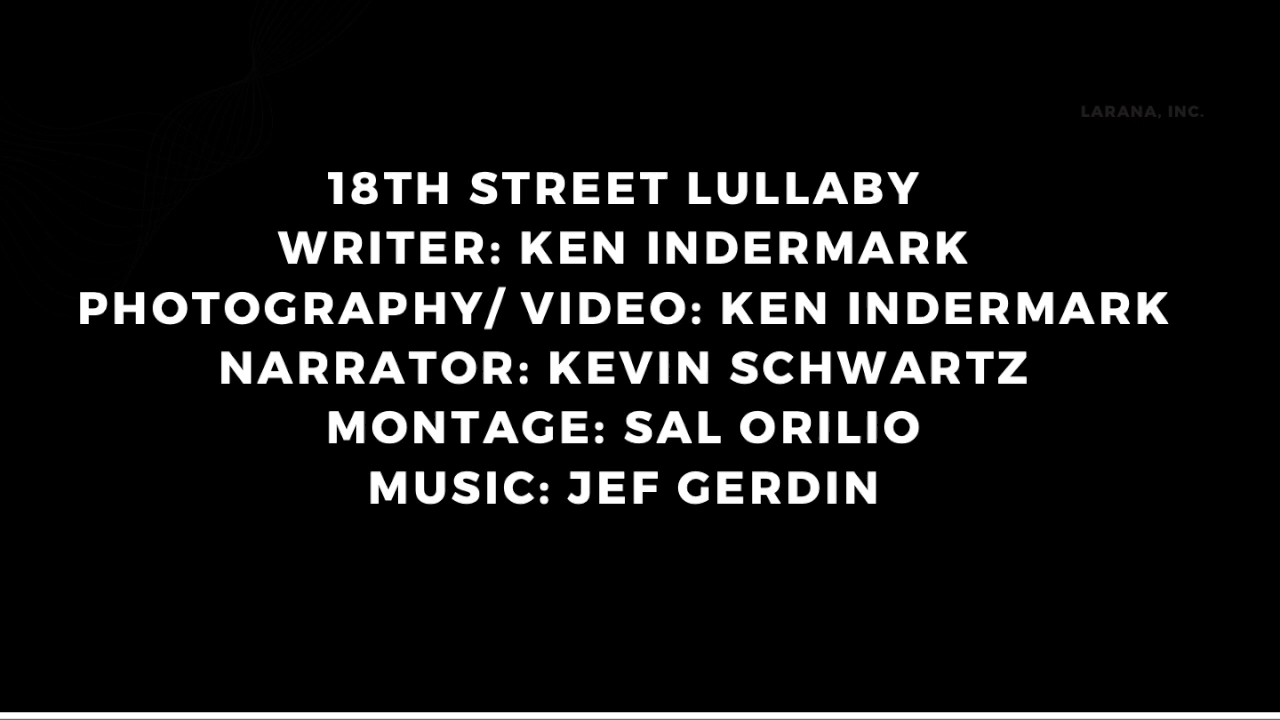 LARANA, INC.
18TH STREET LULLABY
WRITER: KEN INDERMARK
PHOTOGRAPHY/ VIDEO: KEN INDERMARK
NARRATOR: KEVIN SCHWARTZ
MONTAGE: SAL ORILIO
MUSIC: JEF GERDIN